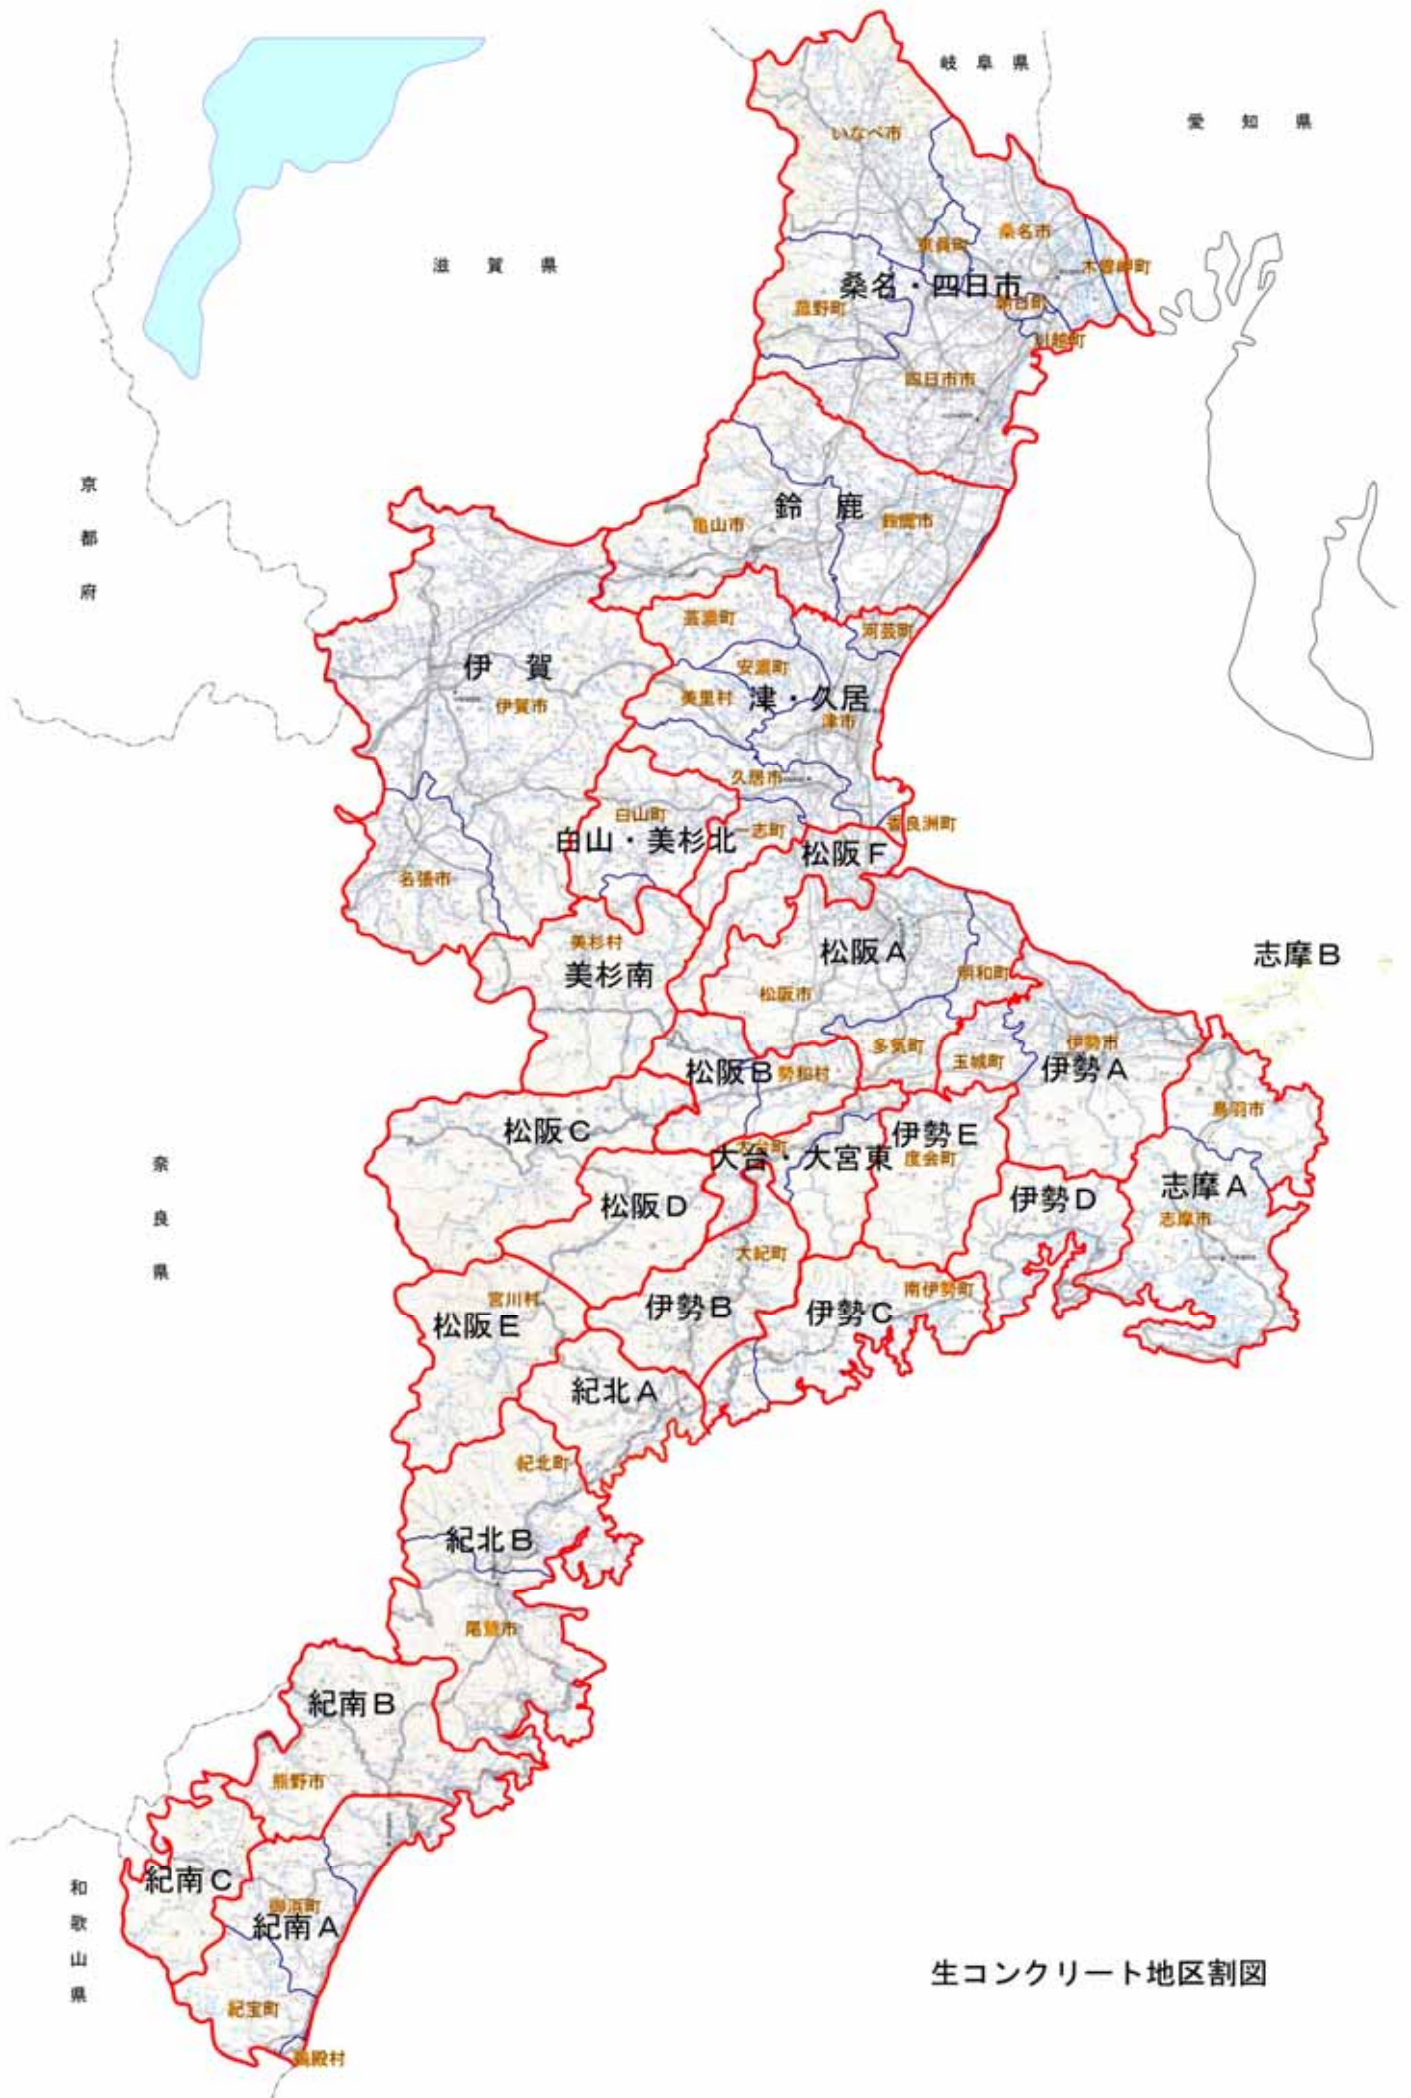 岐阜県
愛知県
いなべ市
桑名市
東員町
滋賀県
木曽岬町
桑名・四日市
朝日町
菰野町
川越町
四日市市
京都府
鈴鹿
亀山市
鈴鹿市
芸濃町
河芸町
伊賀
安濃町
美里村
津・久居
伊賀市
津市
久居市
白山町
香良洲町
一志町
白山・美杉北
松阪F
名張市
美杉村
松阪A
志摩B
美杉南
明和町
松阪市
伊勢市
多気町
玉城町
伊勢A
松阪B
勢和村
鳥羽市
松阪C
伊勢E
大台町
大台・大宮東
度会町
奈良県
志摩A
松阪D
伊勢D
志摩市
大紀町
南伊勢町
宮川村
伊勢B
伊勢C
松阪E
紀北A
紀北町
紀北B
尾鷲市
紀南B
熊野市
紀南C
和歌山県
御浜町
紀南A
生コンクリート地区割図
紀宝町
鵜殿村